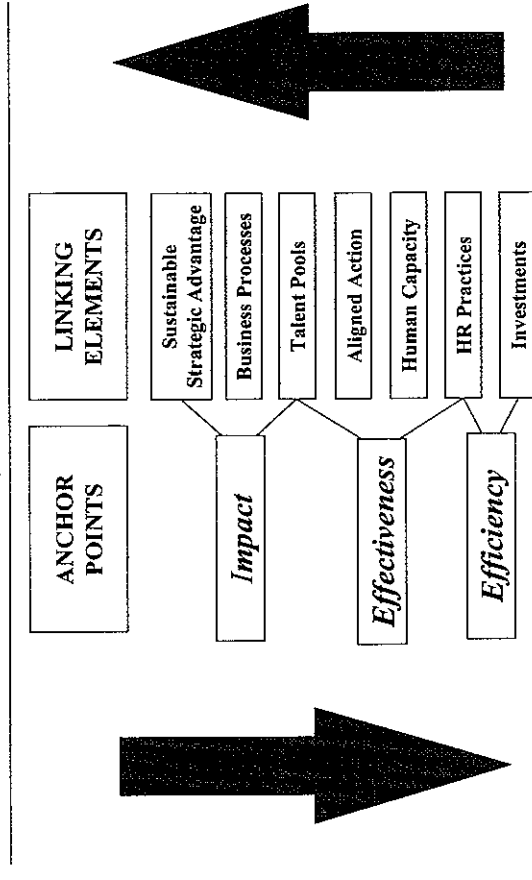 ANCHOR
POINTS
LINKING
ELEMENTS
Impact
Effectiveness
Efficiency
Sustainable
Strategic Advantage
Business Processes
Talent Pools
Aligned Action
Human Capacity
HR Practices
Investments